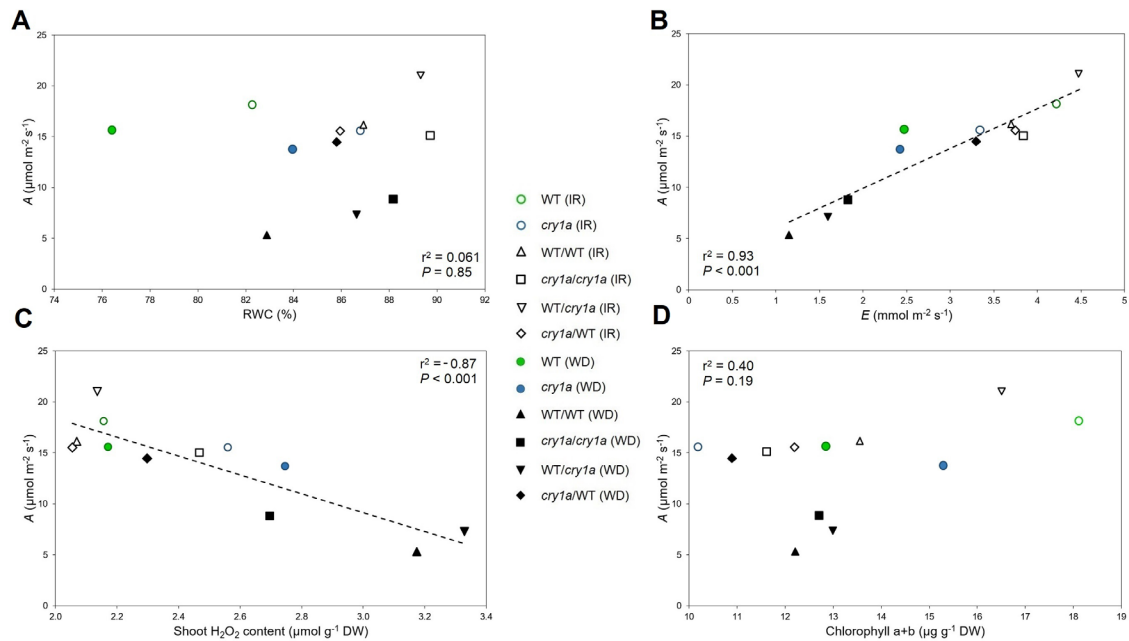 A
25
20
15
10
5
0
A (µmol m⁻² s⁻¹)
r² = 0.061
P = 0.85
74 76 78 80 82 84 86 88 90 92
RWC (%)
B
25
20
15
10
5
0
A (µmol m⁻² s⁻¹)
r² = 0.93
P < 0.001
0 0.5 1 1.5 2 2.5 3 3.5 4 4.5 5
E (mmol m⁻² s⁻¹)
WT (IR)
cry1a (IR)
WT/WT (IR)
cry1a/cry1a (IR)
WT/cry1a (IR)
cry1a/WT (IR)
WT (WD)
cry1a (WD)
WT/WT (WD)
cry1a/cry1a (WD)
WT/cry1a (WD)
cry1a/WT (WD)
C
25
20
15
10
5
0
A (µmol m⁻² s⁻¹)
r² = - 0.87
P < 0.001
2.0 2.2 2.4 2.6 2.8 3.0 3.2 3.4
Shoot H₂O₂ content (µmol g⁻¹ DW)
D
25
20
15
10
5
0
A (µmol m⁻² s⁻¹)
r² = 0.40
P = 0.19
10 11 12 13 14 15 16 17 18 19
Chlorophyll a+b (µg g⁻¹ DW)